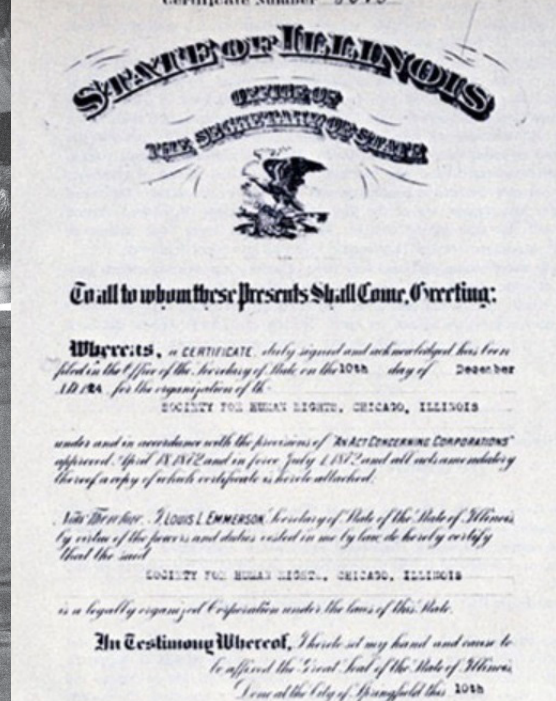 Certificate Number
STATE OF ILLINOIS
OFFICE OF
THE SECRETARY OF STATE
To all to whom these Presents Shall Come, Greeting:
Whereas, a CERTIFICATE, duly signed and acknowledged has been
filed in the Office of the Secretary of State on the 10th day of December
A.D. 1924 for the organization of the
SOCIETY FOR HUMAN RIGHTS, CHICAGO, ILLINOIS
under and in accordance with the provisions of "AN ACT CONCERNING CORPORATIONS"
approved April 18, 1872 and in force July 1, 1872 and all acts amendatory
thereof a copy of which certificate is hereto attached.
Now Therefore, I LOUIS L EMMERSON Secretary of State of the State of Illinois,
by virtue of the powers and duties vested in me by law, do hereby certify
that the said
SOCIETY FOR HUMAN RIGHTS, CHICAGO, ILLINOIS
is a legally organized Corporation under the laws of this State.
In Testimony Whereof, I hereto set my hand and cause to
be affixed the Great Seal of the State of Illinois,
Done at the City of Springfield this 10th